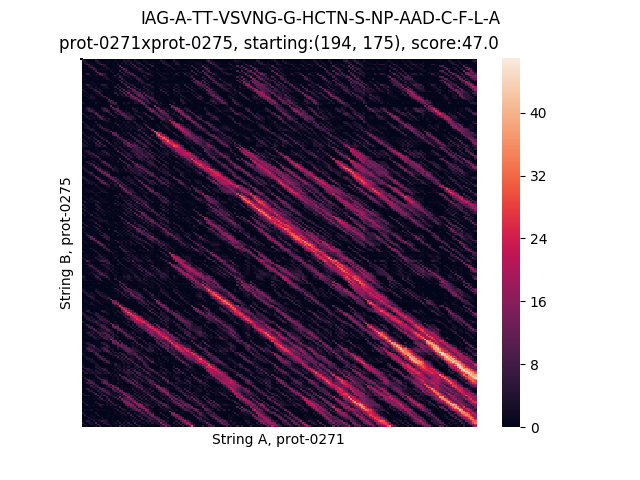 IAG-A-TT-VSVNG-G-HCTN-S-NP-AAD-C-F-L-A
prot-0271xprot-0275, starting:(194, 175), score:47.0
String B, prot-0275
String A, prot-0271
40
32
24
16
8
0